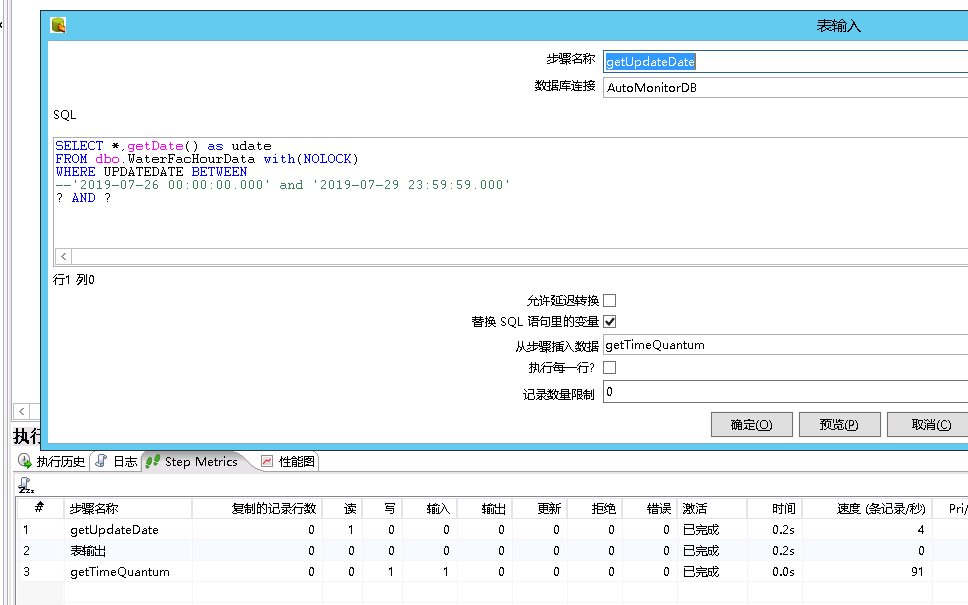 表输入
步骤名称 getUpdateDate
数据库连接 AutoMonitorDB
SQL
SELECT *,getDate() as udate
FROM dbo.WaterFacHourData with(NOLOCK)
WHERE UPDATEDATE BETWEEN
--'2019-07-26 00:00:00.000' and '2019-07-29 23:59:59.000'
? AND ?
行1 列0
允许延迟转换
替换 SQL 语句里的变量
从步骤插入数据 getTimeQuantum
执行每一行?
记录数量限制 0
确定(O) 预览(P) 取消(C)
执行
执行历史 日志 Step Metrics 性能图
# 步骤名称 复制的记录行数 读 写 输入 输出 更新 拒绝 错误 激活 时间 速度 (条记录/秒) Pri/
1 getUpdateDate 0 1 0 0 0 0 0 0 已完成 0.2s 4
2 表输出 0 0 0 0 0 0 0 0 已完成 0.2s 0
3 getTimeQuantum 0 0 1 1 0 0 0 0 已完成 0.0s 91